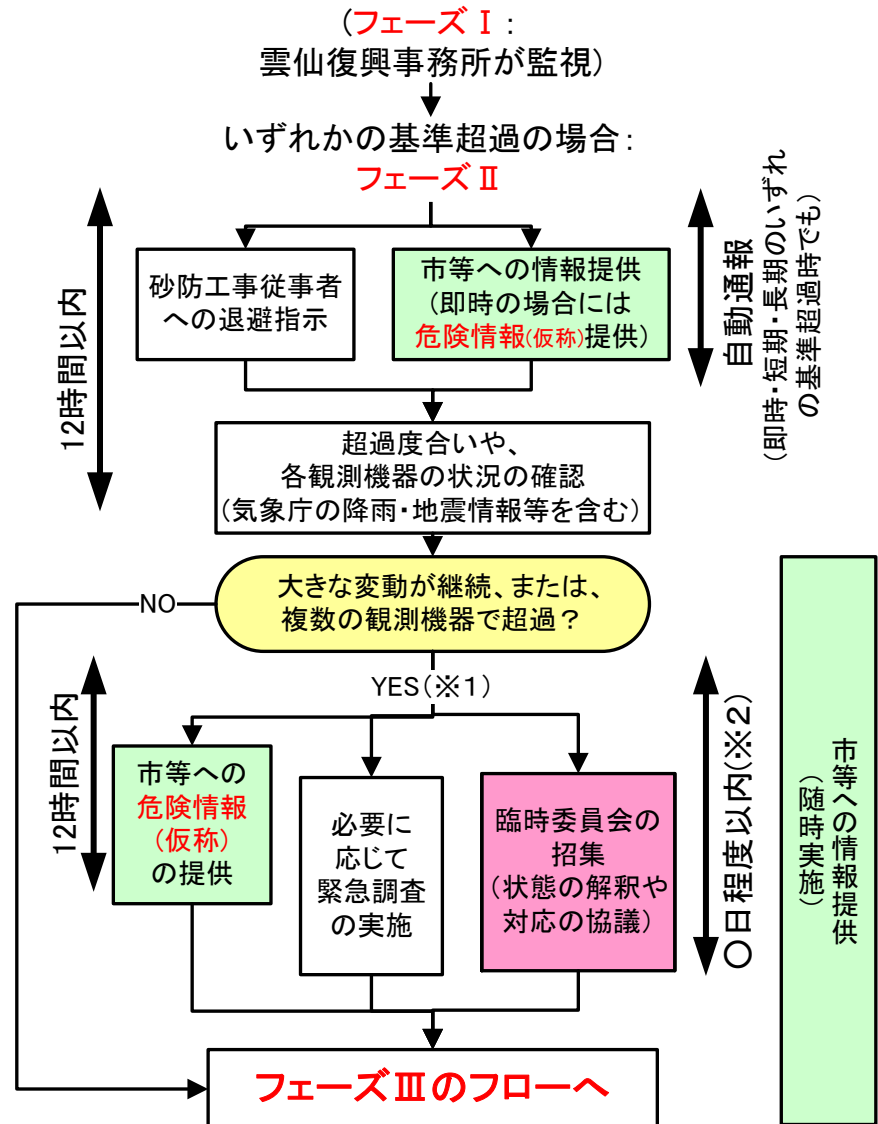 (フェーズⅠ:
雲仙復興事務所が監視)
いずれかの基準超過の場合:
フェーズⅡ
12時間以内
砂防工事従事者
への退避指示
市等への情報提供
(即時の場合には
危険情報(仮称)提供)
自動通報
(即時・短期・長期のいずれ
の基準超過時でも)
超過度合いや、
各観測機器の状況の確認
(気象庁の降雨・地震情報等を含む)
大きな変動が継続、または、
複数の観測機器で超過?
NO
YES(※1)
12時間以内
市等への
危険情報
(仮称)
の提供
必要に
応じて
緊急調査
の実施
臨時委員会の
招集
(状態の解釈や
対応の協議)
〇日程度以内(※2)
市等への情報提供
(随時実施)
フェーズⅢのフローへ